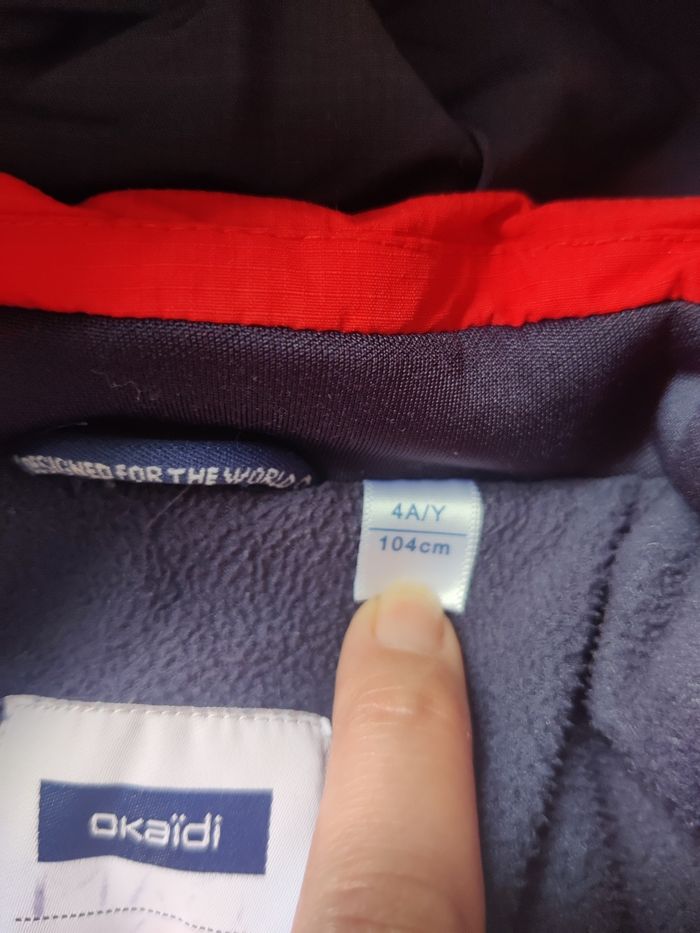 DESIGNED FOR THE WORLD
4A/Y
104cm
okaïdi